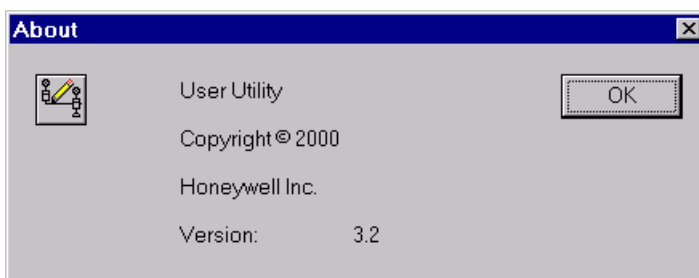 About
User Utility
OK
Copyright © 2000
Honeywell Inc.
Version: 3.2